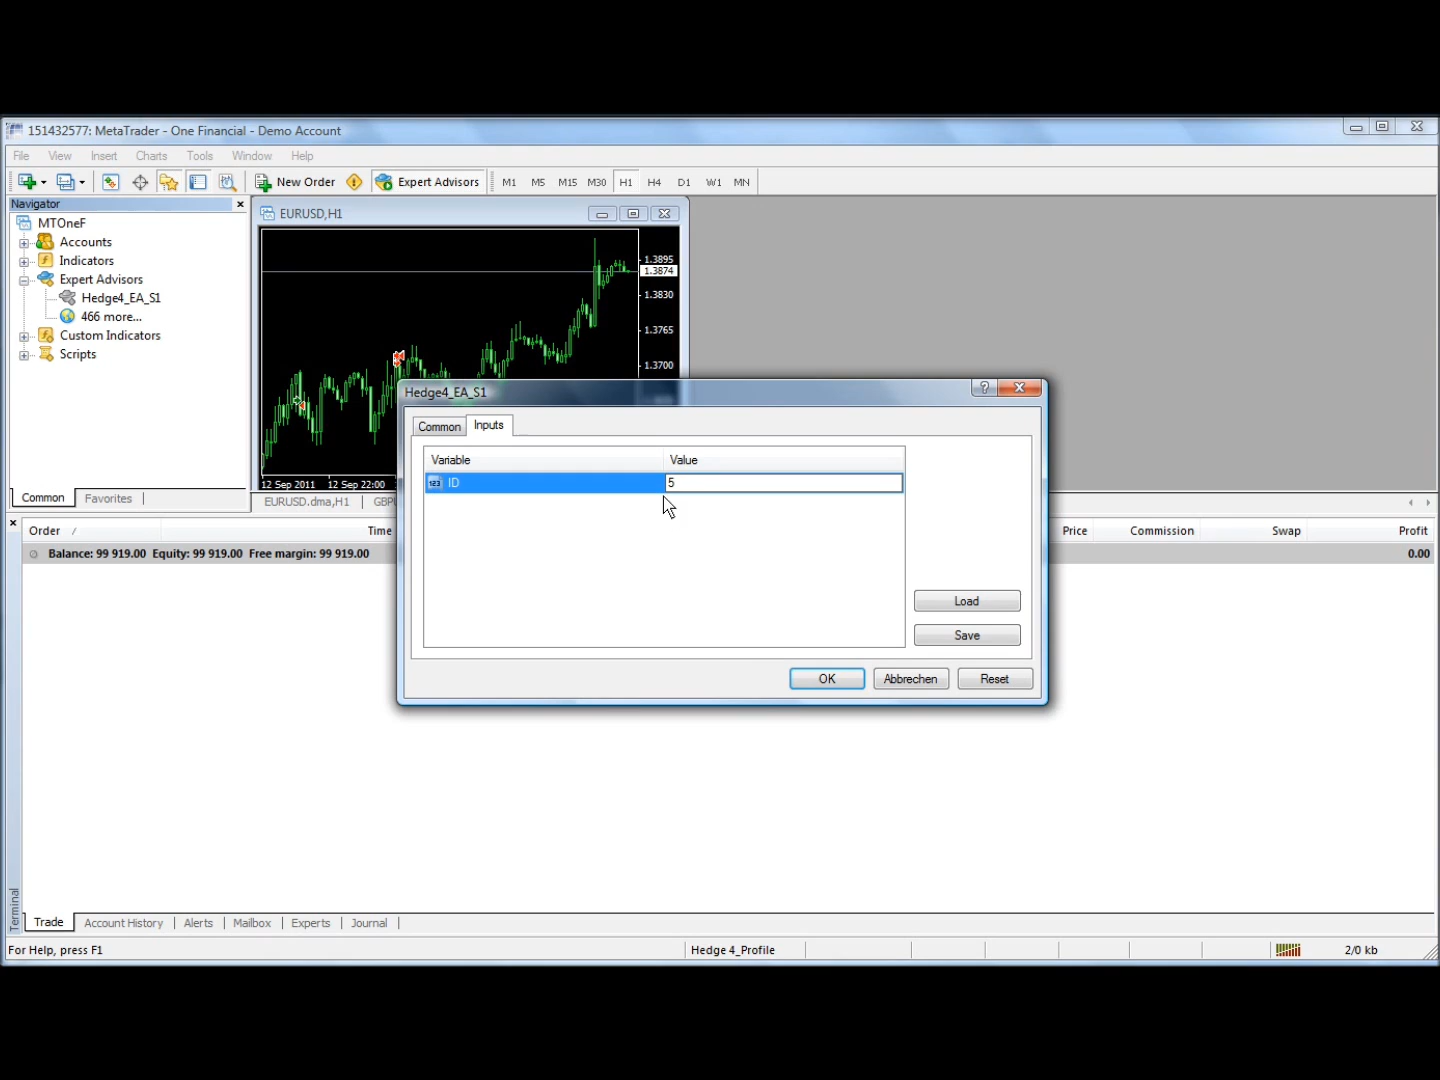 151432577: MetaTrader - One Financial - Demo Account
File View Insert Charts Tools Window Help
New Order Expert Advisors M1 M5 M15 M30 H1 H4 D1 W1 MN
Navigator
EURUSD,H1
MTOneF
Accounts
Indicators
Expert Advisors
Hedge4_EA_S1
466 more...
Custom Indicators
Scripts
Common Favorites
1.3895
1.3874
1.3830
1.3765
1.3700
12 Sep 2011 12 Sep 22:00
EURUSD.dma,H1
Hedge4_EA_S1
Common Inputs
Variable Value
123 ID 5
Load
Save
OK Abbrechen Reset
Order / Time Price Commission Swap Profit
Balance: 99 919.00 Equity: 99 919.00 Free margin: 99 919.00 0.00
Terminal
Trade Account History Alerts Mailbox Experts Journal
For Help, press F1 Hedge 4_Profile 2/0 kb